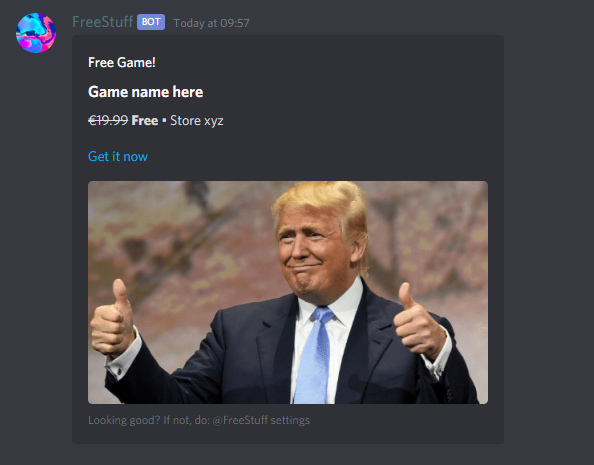 FreeStuff BOT Today at 09:57
Free Game!
Game name here
€19.99 Free • Store xyz
Get it now
Looking good? If not, do: @FreeStuff settings